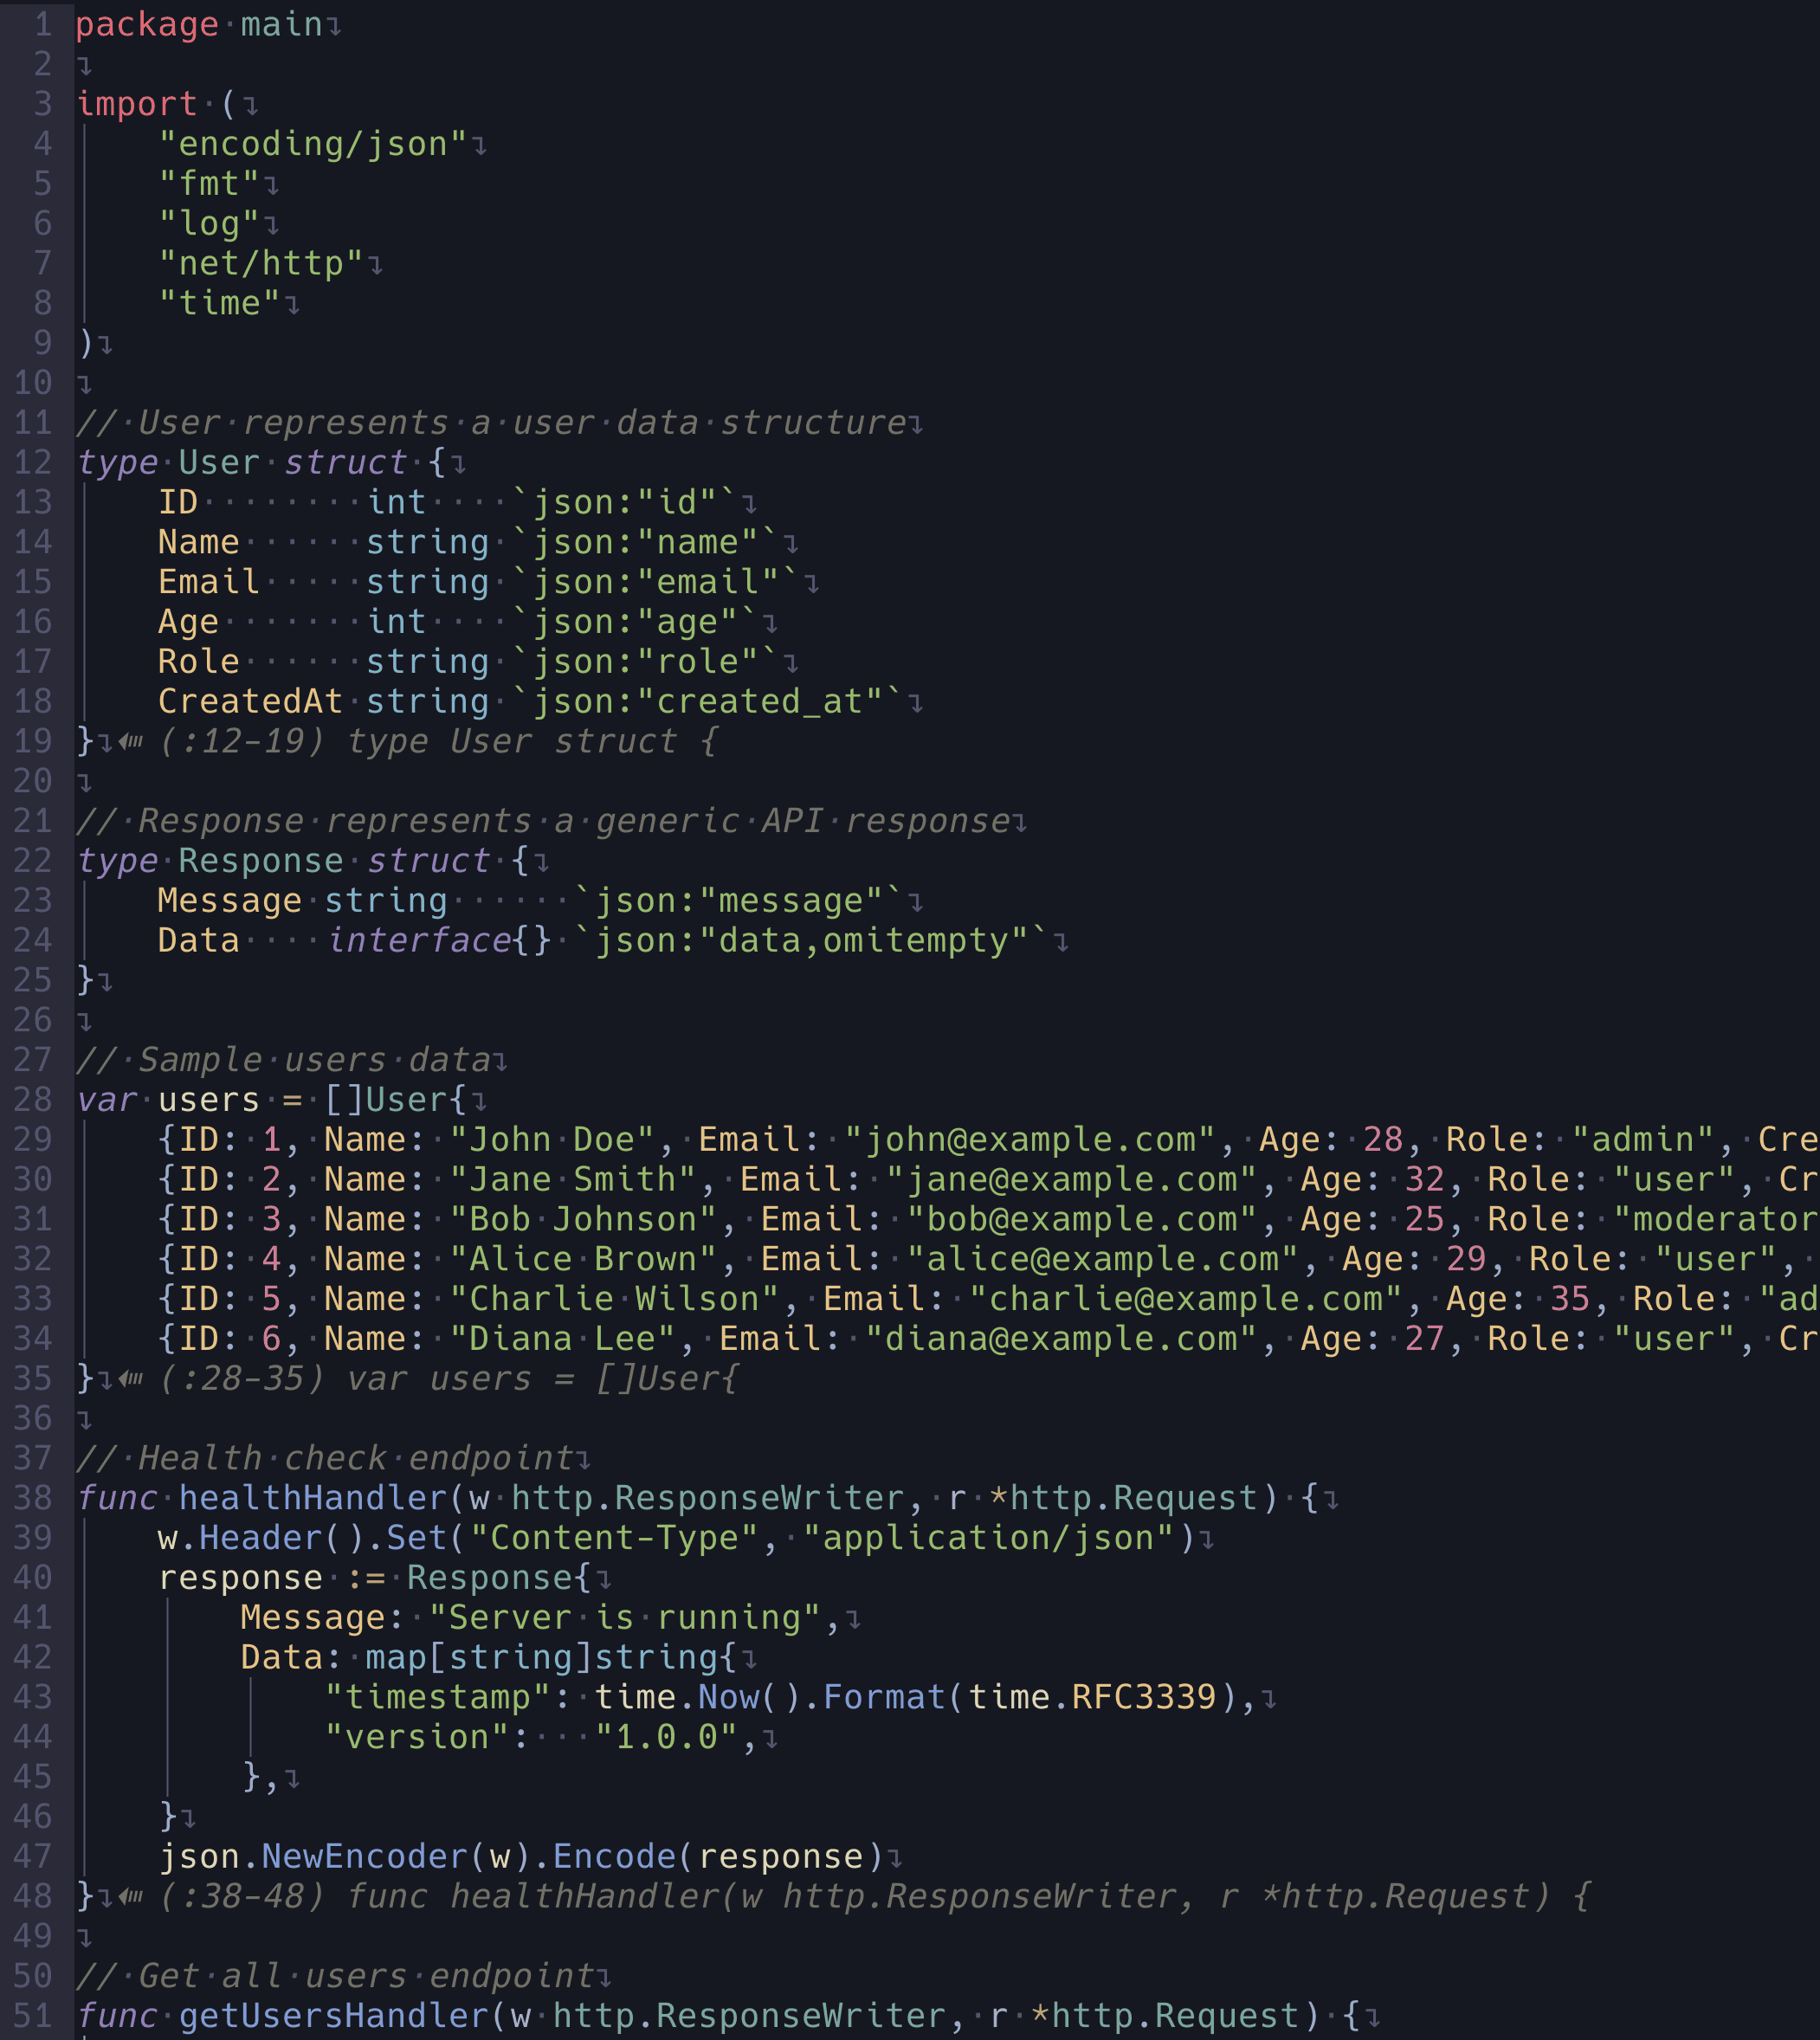 1 package main
2
3 import (
4     "encoding/json"
5     "fmt"
6     "log"
7     "net/http"
8     "time"
9 )
10
11 // User represents a user data structure
12 type User struct {
13     ID        int    `json:"id"`
14     Name      string `json:"name"`
15     Email     string `json:"email"`
16     Age       int    `json:"age"`
17     Role      string `json:"role"`
18     CreatedAt string `json:"created_at"`
19 } (:12-19) type User struct {
20
21 // Response represents a generic API response
22 type Response struct {
23     Message string      `json:"message"`
24     Data    interface{} `json:"data,omitempty"`
25 }
26
27 // Sample users data
28 var users = []User{
29     {ID: 1, Name: "John Doe", Email: "john@example.com", Age: 28, Role: "admin", Cre
30     {ID: 2, Name: "Jane Smith", Email: "jane@example.com", Age: 32, Role: "user", Cr
31     {ID: 3, Name: "Bob Johnson", Email: "bob@example.com", Age: 25, Role: "moderator
32     {ID: 4, Name: "Alice Brown", Email: "alice@example.com", Age: 29, Role: "user",
33     {ID: 5, Name: "Charlie Wilson", Email: "charlie@example.com", Age: 35, Role: "ad
34     {ID: 6, Name: "Diana Lee", Email: "diana@example.com", Age: 27, Role: "user", Cr
35 } (:28-35) var users = []User{
36
37 // Health check endpoint
38 func healthHandler(w http.ResponseWriter, r *http.Request) {
39     w.Header().Set("Content-Type", "application/json")
40     response := Response{
41         Message: "Server is running",
42         Data: map[string]string{
43             "timestamp": time.Now().Format(time.RFC3339),
44             "version":   "1.0.0",
45         },
46     }
47     json.NewEncoder(w).Encode(response)
48 } (:38-48) func healthHandler(w http.ResponseWriter, r *http.Request) {
49
50 // Get all users endpoint
51 func getUsersHandler(w http.ResponseWriter, r *http.Request) {